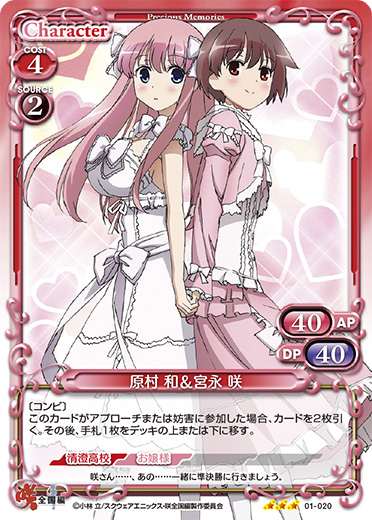 Precious Memories
Character
COST
4
SOURCE
2
40 AP
DP 40
原村 和＆宮永 咲
［コンビ］
このカードがアプローチまたは妨害に参加した場合、カードを2枚引
く。その後、手札1枚をデッキの上または下に移す。
清澄高校 お嬢様
咲さん……、あの……一緒に準決勝に行きましょう。
咲 全国編
©小林 立/スクウェアエニックス・咲全国編製作委員会
01-020